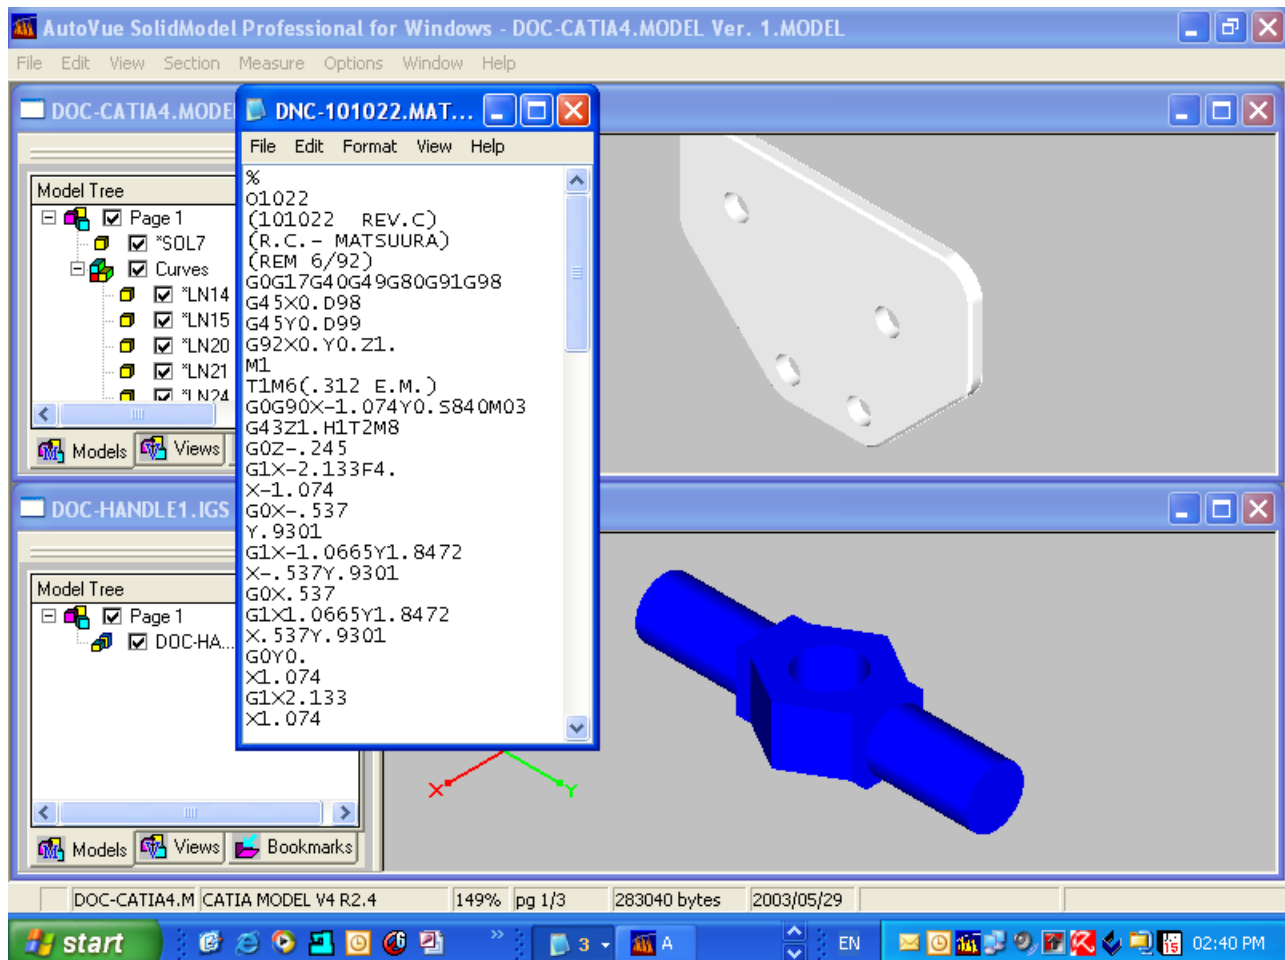 AutoVue SolidModel Professional for Windows - DOC-CATIA4.MODEL Ver. 1.MODEL
File Edit View Section Measure Options Window Help
DOC-CATIA4.MODEL
Model Tree
Page 1
*SOL7
Curves
*LN14
*LN15
*LN20
*LN21
*LN24
Models Views
DNC-101022.MAT...
File Edit Format View Help
%
O1022
(101022 REV.C)
(R.C.- MATSUURA)
(REM 6/92)
G0G17G40G49G80G91G98
G45X0.D98
G45Y0.D99
G92X0.Y0.Z1.
M1
T1M6(.312 E.M.)
G0G90X-1.074Y0.S840M03
G43Z1.H1T2M8
G0Z-.245
G1X-2.133F4.
X-1.074
G0X-.537
Y.9301
G1X-1.0665Y1.8472
X-.537Y.9301
G0X.537
G1X1.0665Y1.8472
X.537Y.9301
G0Y0.
X1.074
G1X2.133
X1.074
DOC-HANDLE1.IGS
Model Tree
Page 1
DOC-HA...
Models Views Bookmarks
X Y
DOC-CATIA4.M CATIA MODEL V4 R2.4 149% pg 1/3 283040 bytes 2003/05/29
start 3 A EN 15 02:40 PM